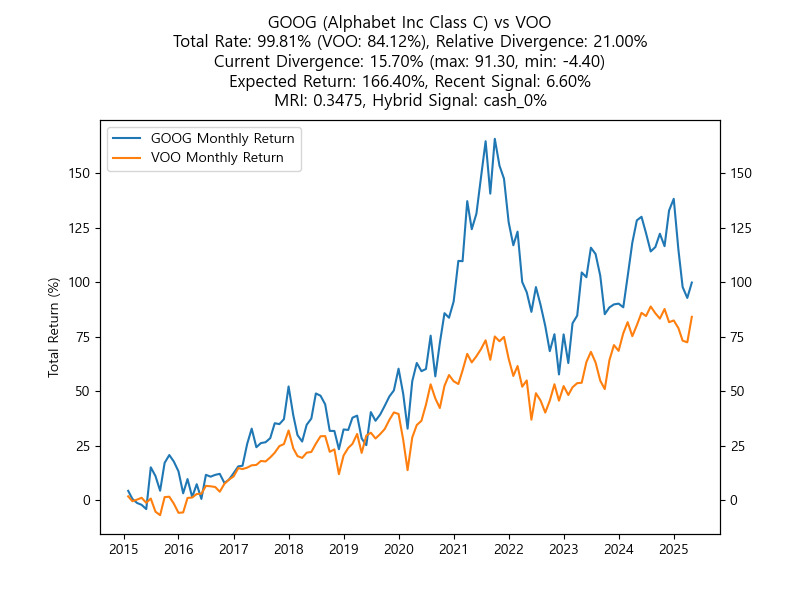 GOOG (Alphabet Inc Class C) vs VOO
Total Rate: 99.81% (VOO: 84.12%), Relative Divergence: 21.00%
Current Divergence: 15.70% (max: 91.30, min: -4.40)
Expected Return: 166.40%, Recent Signal: 6.60%
MRI: 0.3475, Hybrid Signal: cash_0%
GOOG Monthly Return
VOO Monthly Return
Total Return (%)
150
125
100
75
50
25
0
150
125
100
75
50
25
0
2015 2016 2017 2018 2019 2020 2021 2022 2023 2024 2025